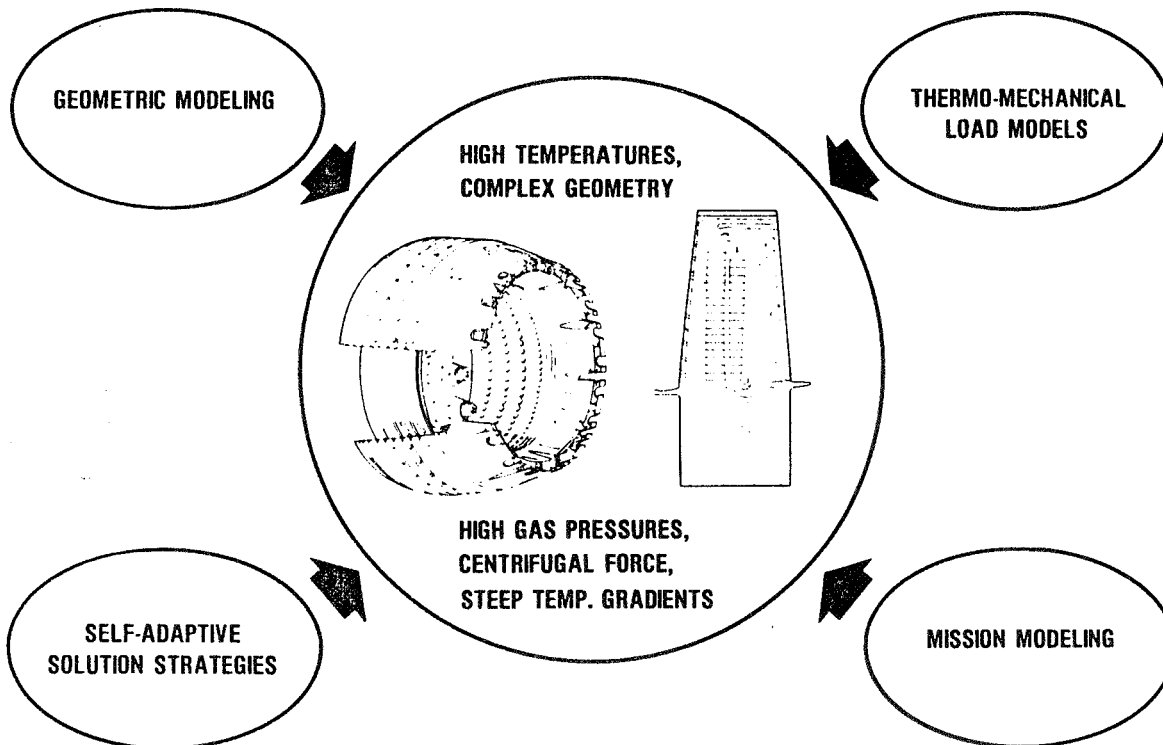 GEOMETRIC MODELING
THERMO-MECHANICAL
LOAD MODELS
HIGH TEMPERATURES,
COMPLEX GEOMETRY
HIGH GAS PRESSURES,
CENTRIFUGAL FORCE,
STEEP TEMP. GRADIENTS
SELF-ADAPTIVE
SOLUTION STRATEGIES
MISSION MODELING